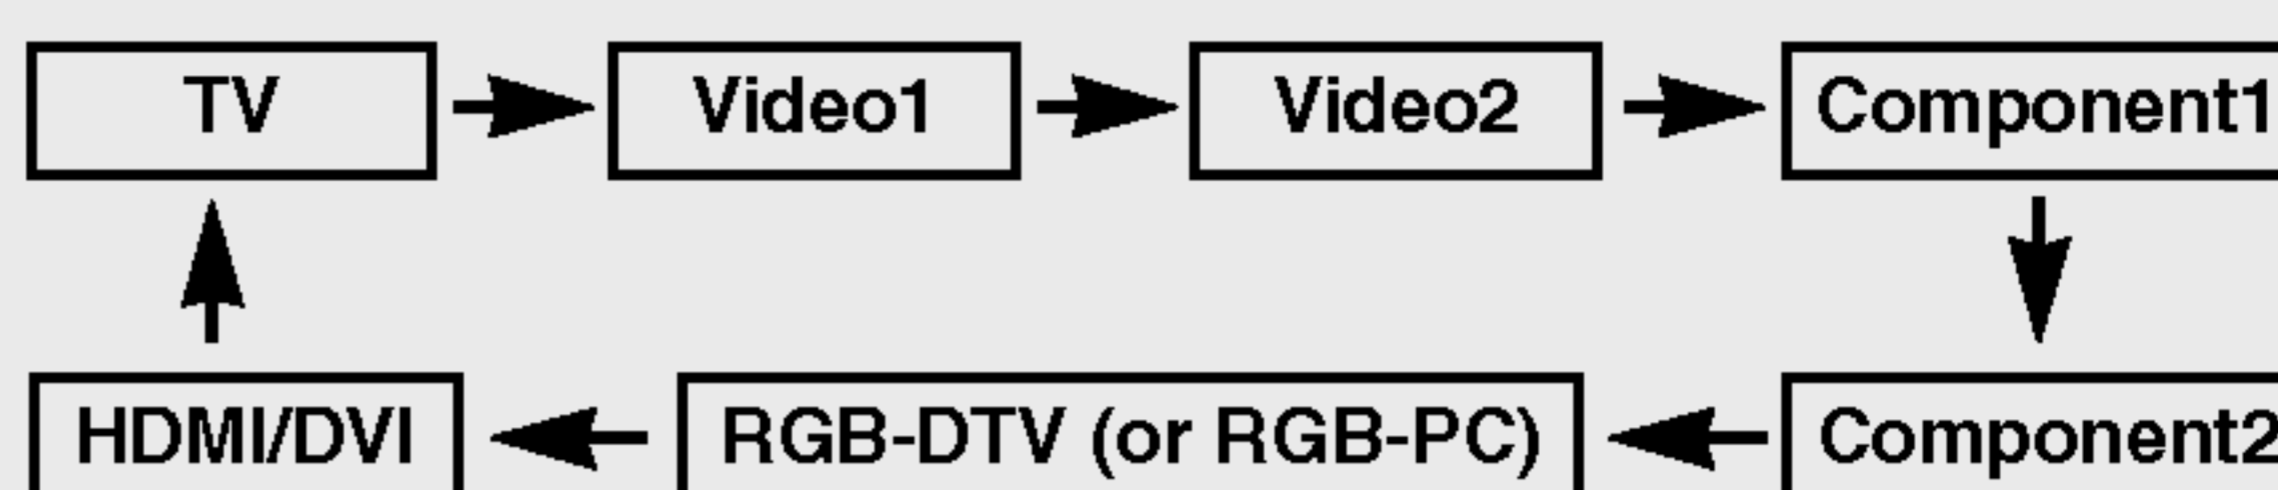 TV Video1 Video2 Component1
HDMI/DVI RGB-DTV (or RGB-PC) Component2